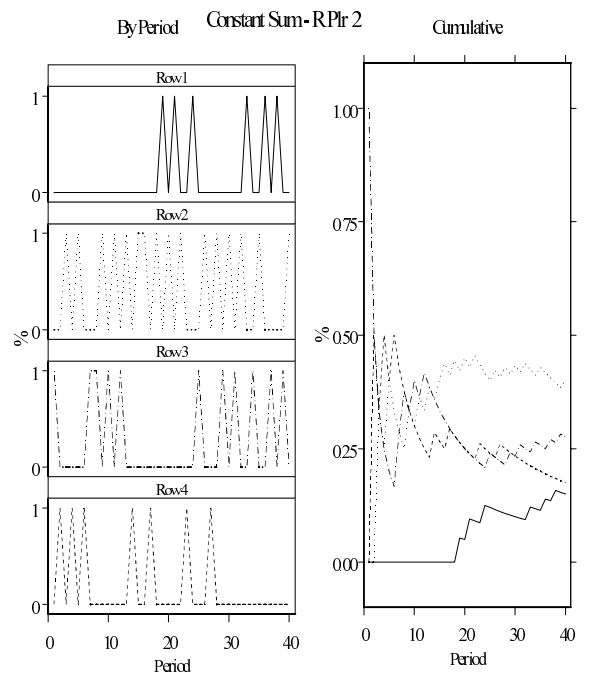 Constant Sum - R Plr 2
By Period
Cumulative
Row1
1
0
Row2
1
0
Row3
1
0
Row4
1
0
%
0 10 20 30 40
Period
1.00
0.75
0.50
0.25
0.00
%
0 10 20 30 40
Period